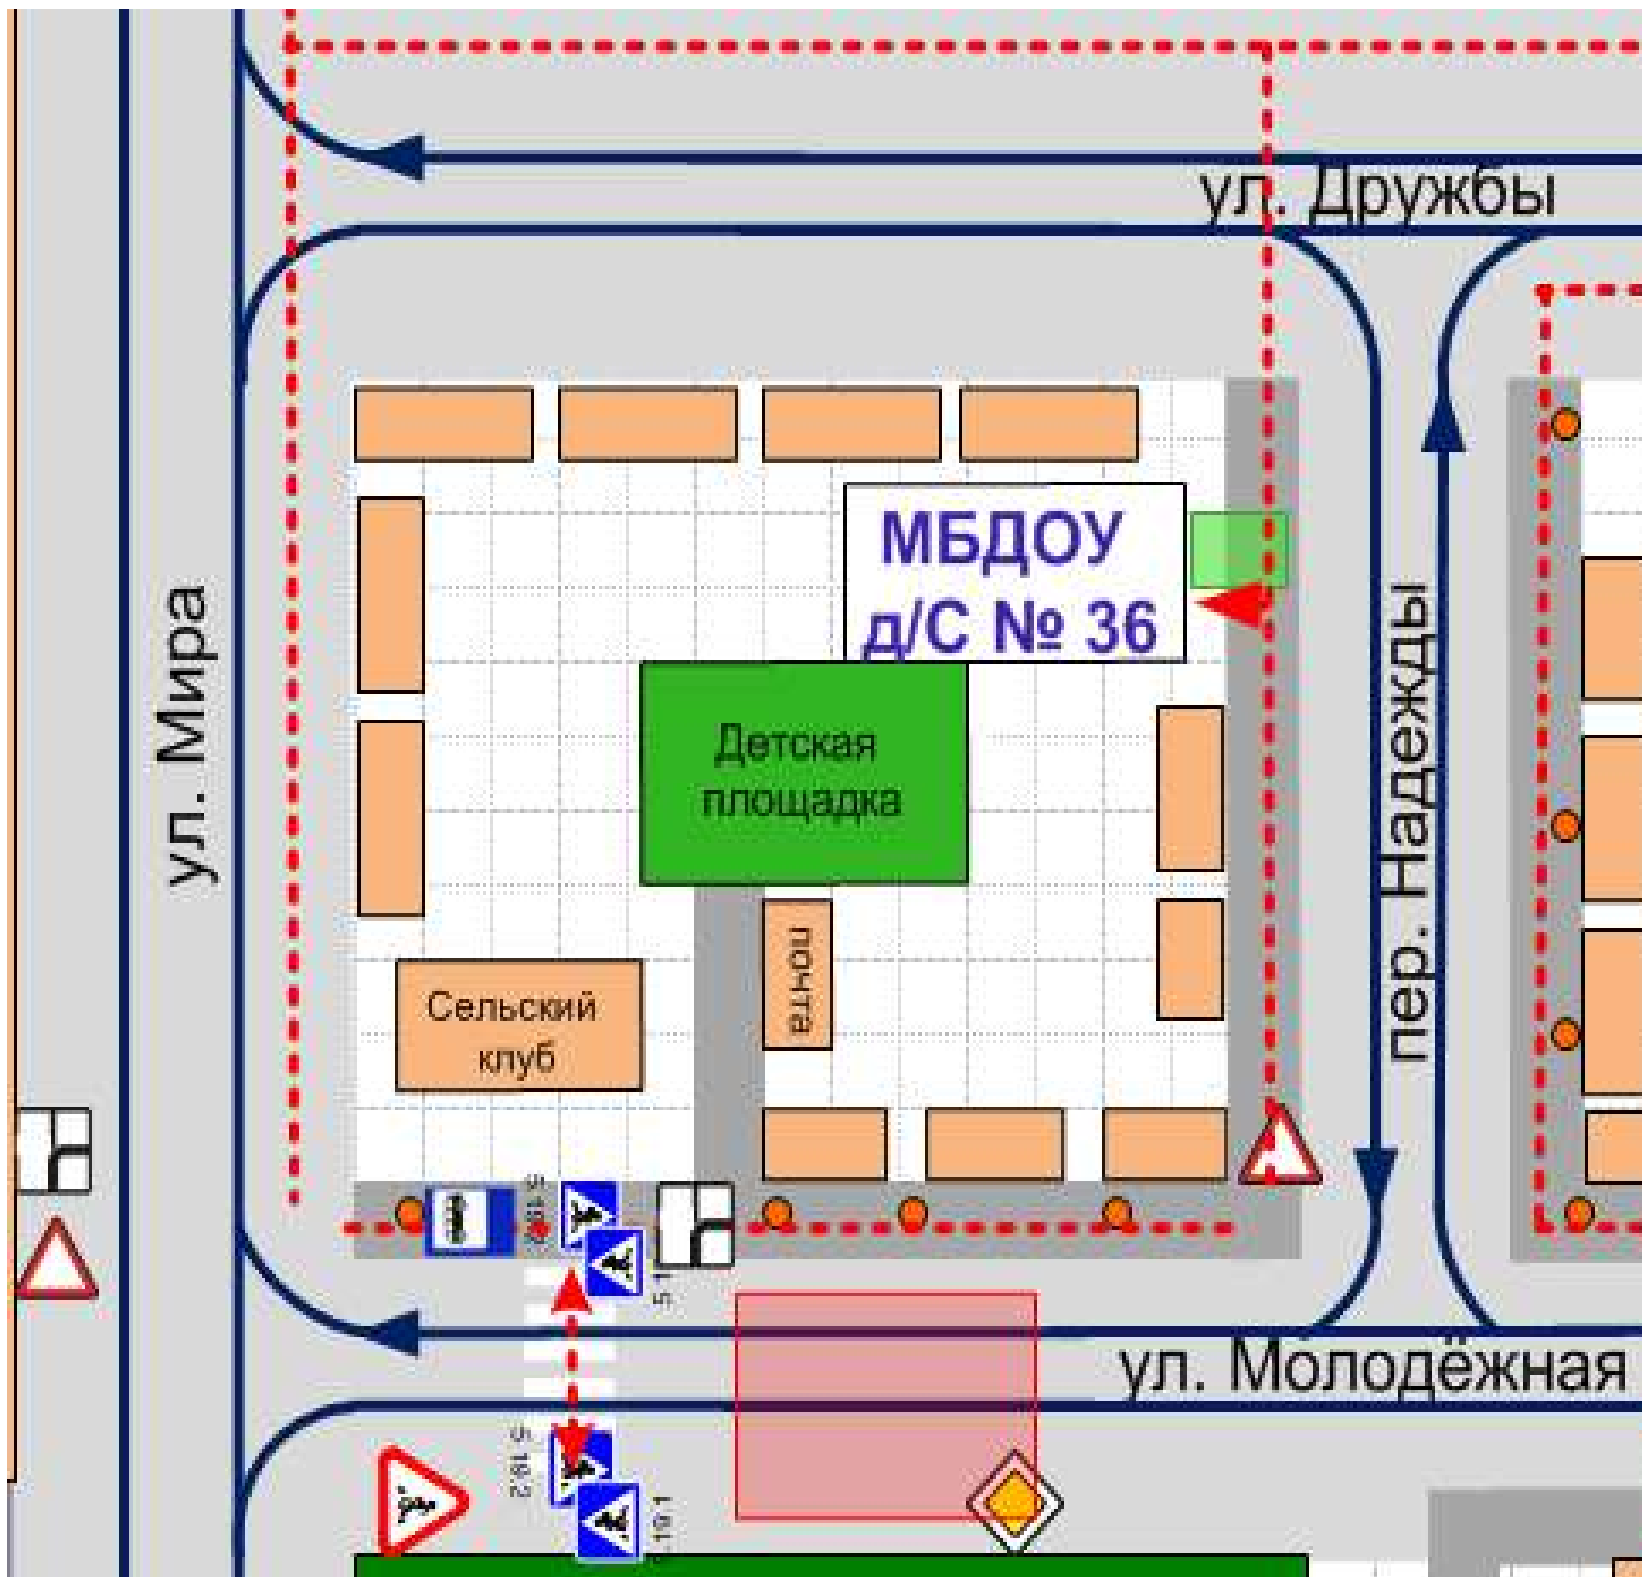 ул. Дружбы
МБДОУ
д/С № 36
ул. Мира
пер. Надежды
Детская
площадка
почта
Сельский
клуб
5 19.2
5.1
ул. Молодёжная
5 19.2
5.19.1